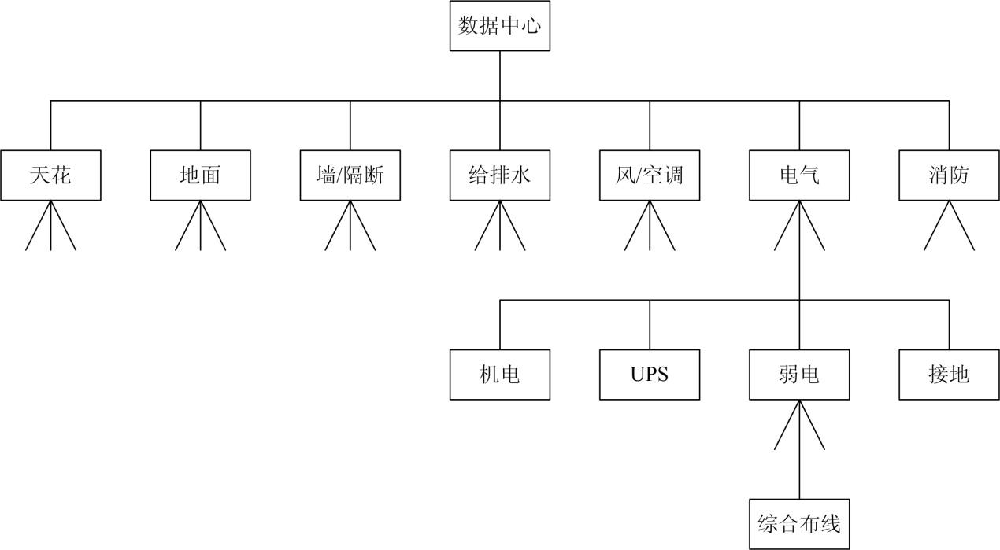 数据中心
天花
地面
墙/隔断
给排水
风/空调
电气
消防
机电
UPS
弱电
接地
综合布线